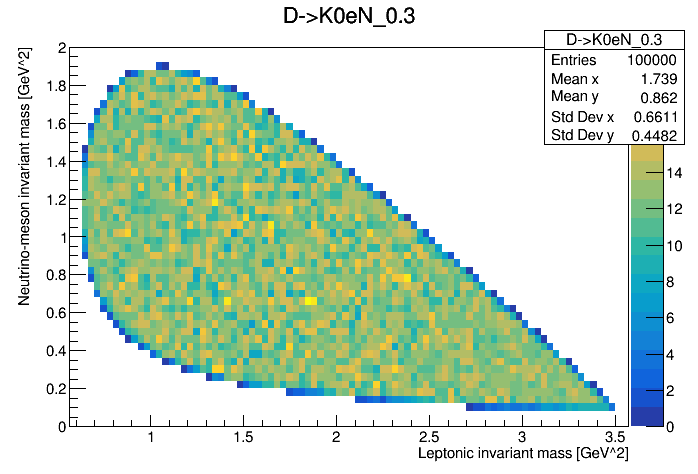 D->K0eN_0.3
D->K0eN_0.3
Entries 100000
Mean x 1.739
Mean y 0.862
Std Dev x 0.6611
Std Dev y 0.4482
Neutrino-meson invariant mass [GeV^2]
2
1.8
1.6
1.4
1.2
1
0.8
0.6
0.4
0.2
0
14
12
10
8
6
4
2
0
1 1.5 2 2.5 3 3.5
Leptonic invariant mass [GeV^2]